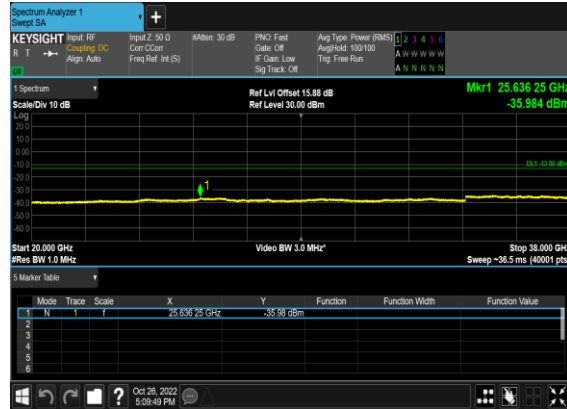 Spectrum Analyzer 1
Swept SA
+
KEYSIGHT Input: RF Input Z: 50 Ω #Atten: 30 dB PNO: Fast Avg Type: Power (RMS) 1 2 3 4 5 6
R T Coupling: DC Corr CCorr Gate: Off Avg|Hold: 100/100 A W W W W W
Align: Auto Freq Ref: Int (S) IF Gain: Low Trig: Free Run
Sig Track: Off A N N N N N
1 Spectrum Ref Lvl Offset 15.88 dB Mkr1 25.636 25 GHz
Scale/Div 10 dB Ref Level 30.00 dBm -35.984 dBm
Log
20.0
10.0
0.00
-10.0
DL1 -13.00 dBm
-20.0
-30.0
1
-40.0
-50.0
-60.0
Start 20.000 GHz Video BW 3.0 MHz* Stop 38.000 GHz
#Res BW 1.0 MHz Sweep ~36.5 ms (40001 pts)
5 Marker Table
Mode Trace Scale X Y Function Function Width Function Value
1 N 1 f 25.636 25 GHz -35.98 dBm
2
3
4
5
6
? Oct 26, 2022
5:09:49 PM